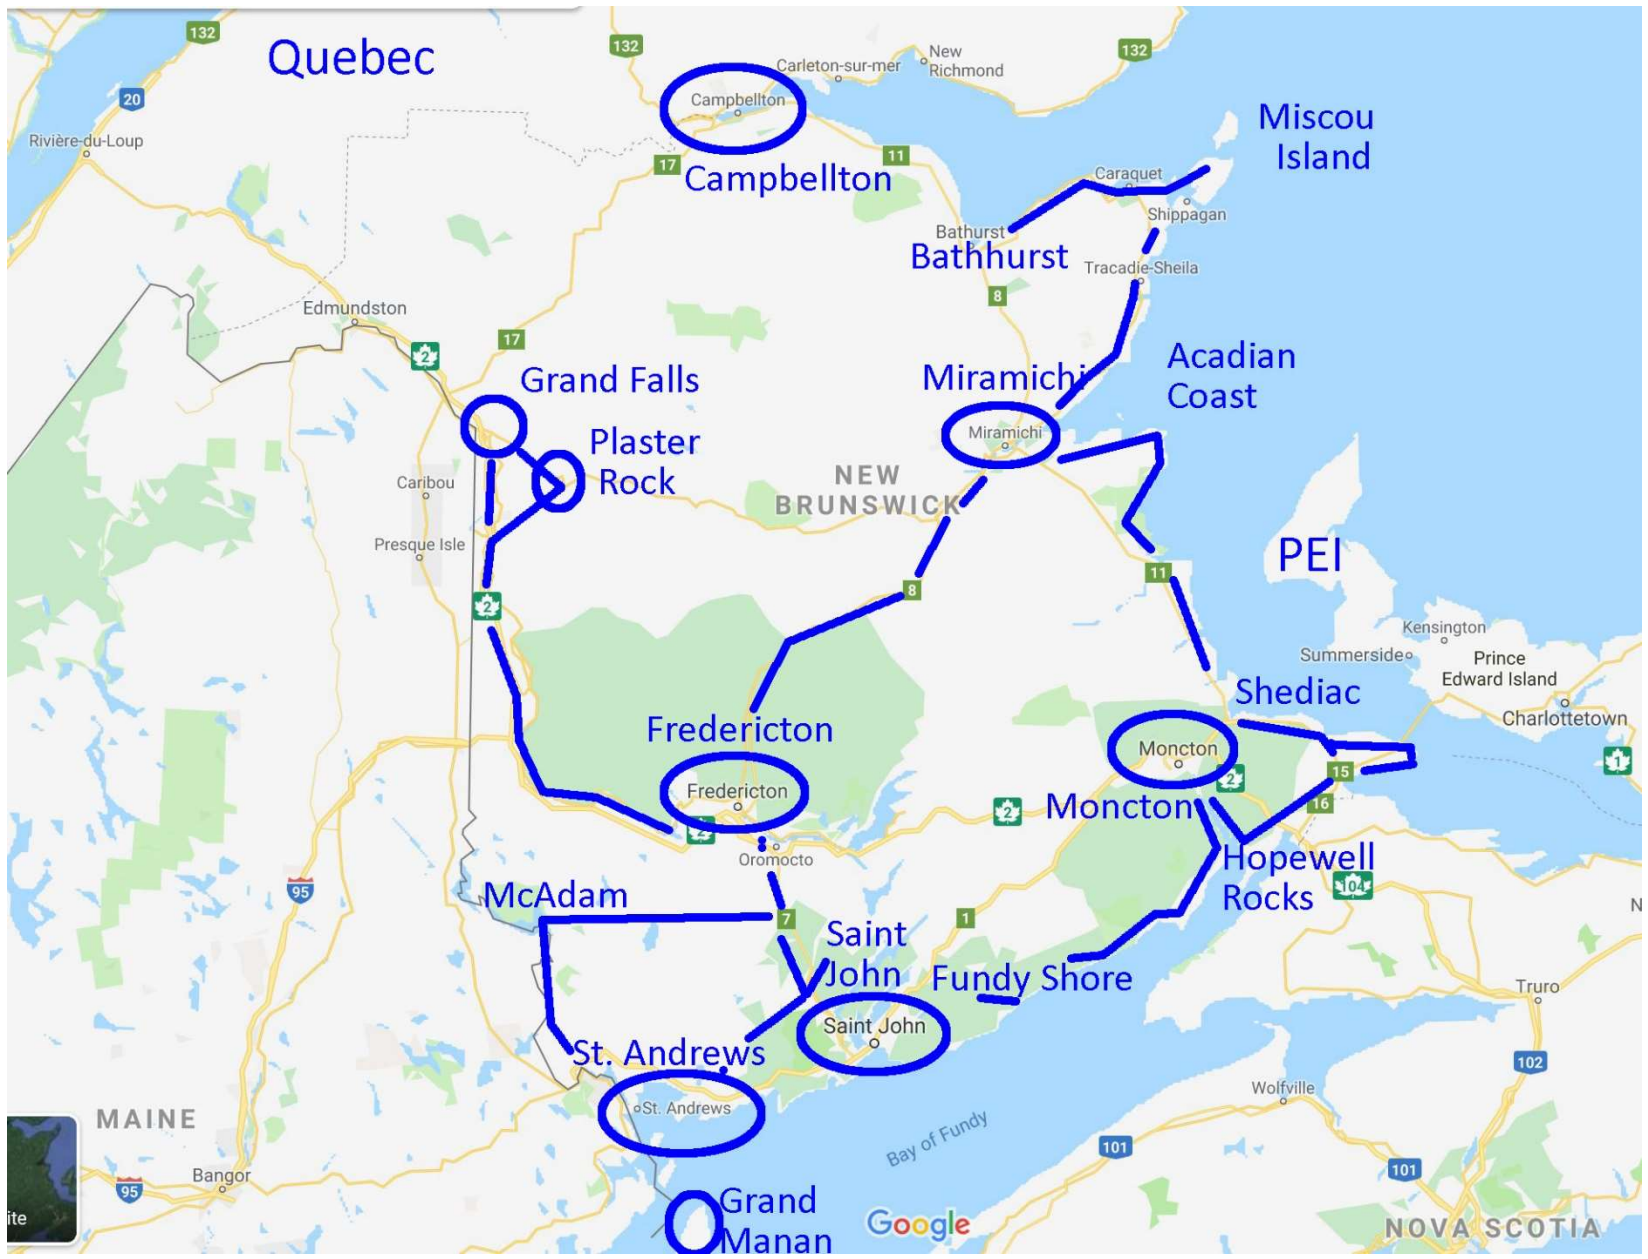 132
Quebec
132
New
Richmond
132
Carleton-sur-mer
20
Campbellton
Miscou
Island
Rivière-du-Loup
17
Campbellton
11
Caraquet
Shippagan
Bathurst
Bathhurst
Tracadie-Sheila
8
Edmundston
17
2
Grand Falls
Miramichi
Acadian
Coast
Miramichi
Plaster
Rock
Caribou
NEW
BRUNSWICK
Presque Isle
PEI
11
8
2
Kensington
Summerside
Prince
Edward Island
Charlottetown
Shediac
Fredericton
Moncton
1
15
2
Fredericton
16
Moncton
2
2
Oromocto
Hopewell
Rocks
104
95
McAdam
N
7
1
Saint
John
Fundy Shore
Truro
Saint John
St. Andrews
102
Wolfville
St. Andrews
MAINE
Bay of Fundy
101
101
Bangor
95
Grand
Manan
Google
NOVA SCOTIA
ite